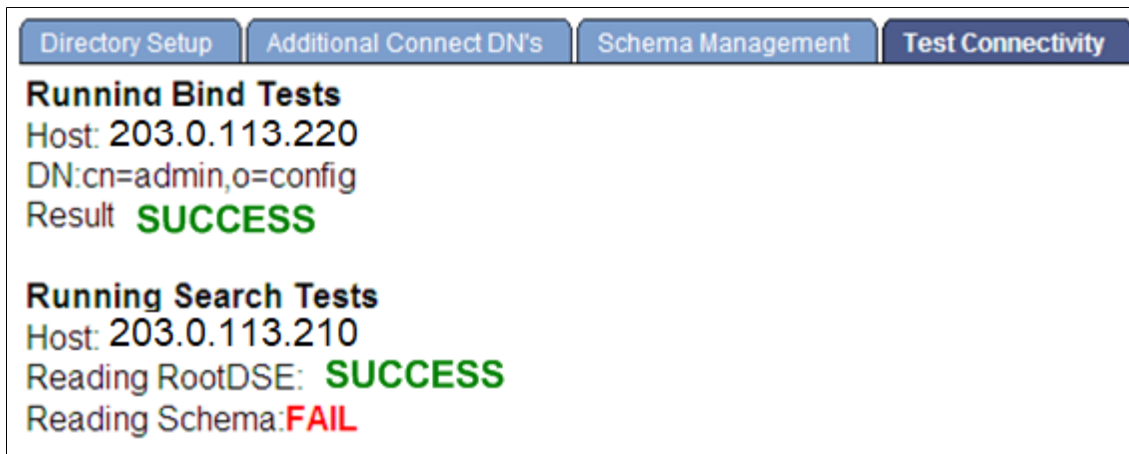 Directory Setup Additional Connect DN's Schema Management Test Connectivity
Running Bind Tests
Host: 203.0.113.220
DN:cn=admin,o=config
Result SUCCESS
Running Search Tests
Host: 203.0.113.210
Reading RootDSE: SUCCESS
Reading Schema:FAIL